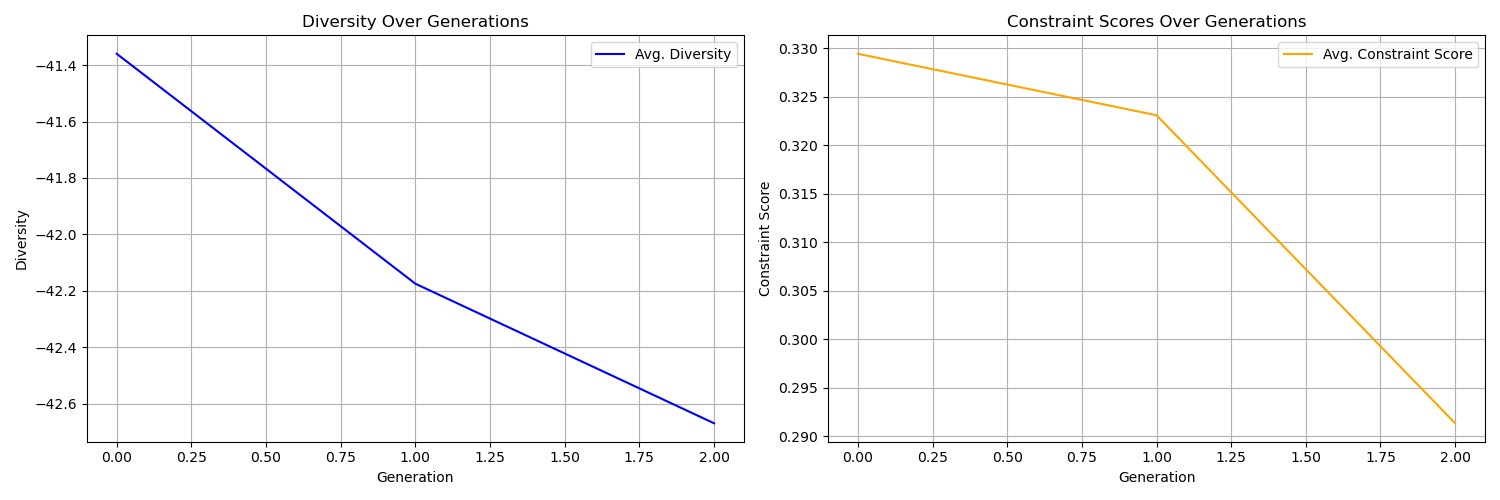 Diversity Over Generations
Avg. Diversity
Diversity
−41.4
−41.6
−41.8
−42.0
−42.2
−42.4
−42.6
0.00 0.25 0.50 0.75 1.00 1.25 1.50 1.75 2.00
Generation
Constraint Scores Over Generations
Avg. Constraint Score
Constraint Score
0.330
0.325
0.320
0.315
0.310
0.305
0.300
0.295
0.290
0.00 0.25 0.50 0.75 1.00 1.25 1.50 1.75 2.00
Generation